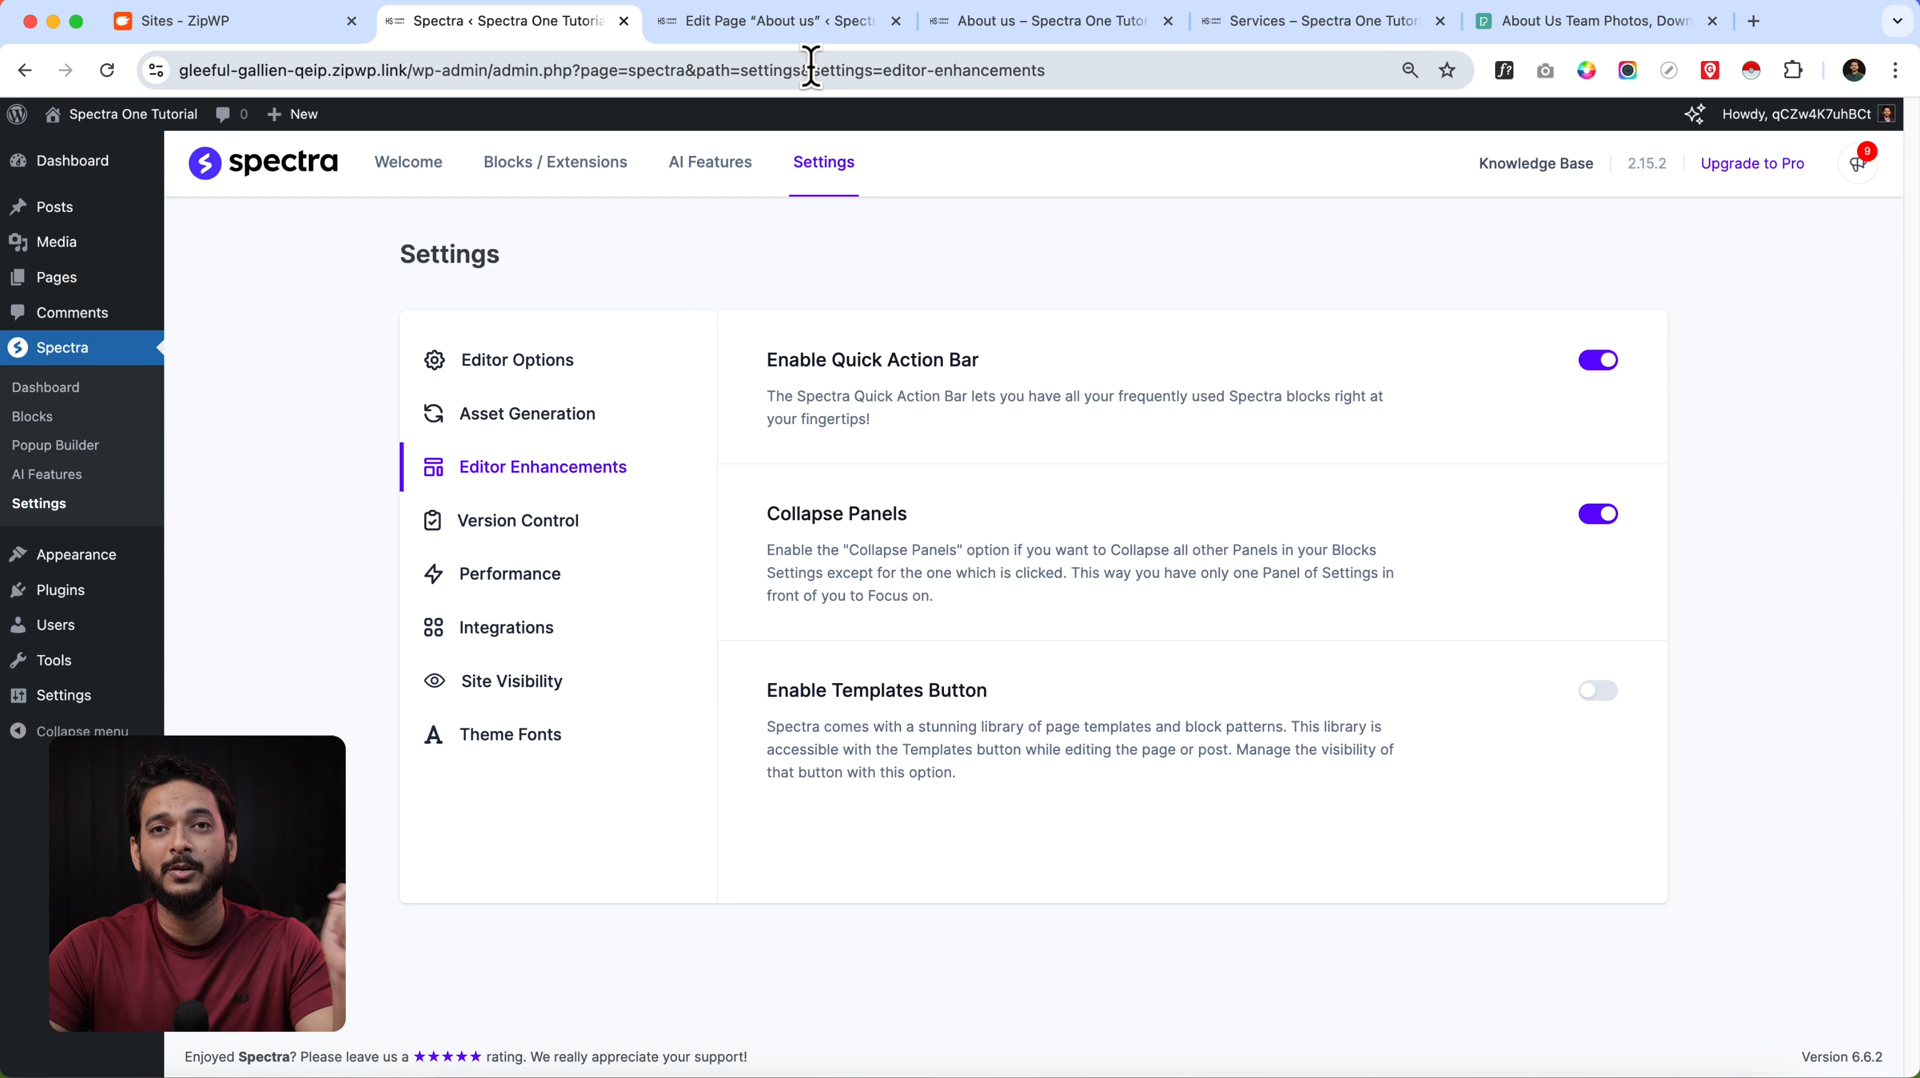 Sites - ZipWP
Spectra ‹ Spectra One Tutoria
Edit Page “About us” ‹ Spect
About us – Spectra One Tutor
Services – Spectra One Tutor
About Us Team Photos, Down
gleeful-gallien-qeip.zipwp.link/wp-admin/admin.php?page=spectra&path=settings&settings=editor-enhancements
Spectra One Tutorial
0
New
Howdy, qCZw4K7uhBCt
Dashboard
Posts
Media
Pages
Comments
Spectra
Dashboard
Blocks
Popup Builder
AI Features
Settings
Appearance
Plugins
Users
Tools
Settings
Collapse menu
spectra
Welcome
Blocks / Extensions
AI Features
Settings
Knowledge Base
2.15.2
Upgrade to Pro
9
Settings
Editor Options
Asset Generation
Editor Enhancements
Version Control
Performance
Integrations
Site Visibility
Theme Fonts
Enable Quick Action Bar
The Spectra Quick Action Bar lets you have all your frequently used Spectra blocks right at
your fingertips!
Collapse Panels
Enable the "Collapse Panels" option if you want to Collapse all other Panels in your Blocks
Settings except for the one which is clicked. This way you have only one Panel of Settings in
front of you to Focus on.
Enable Templates Button
Spectra comes with a stunning library of page templates and block patterns. This library is
accessible with the Templates button while editing the page or post. Manage the visibility of
that button with this option.
Enjoyed Spectra? Please leave us a ★★★★★ rating. We really appreciate your support!
Version 6.6.2